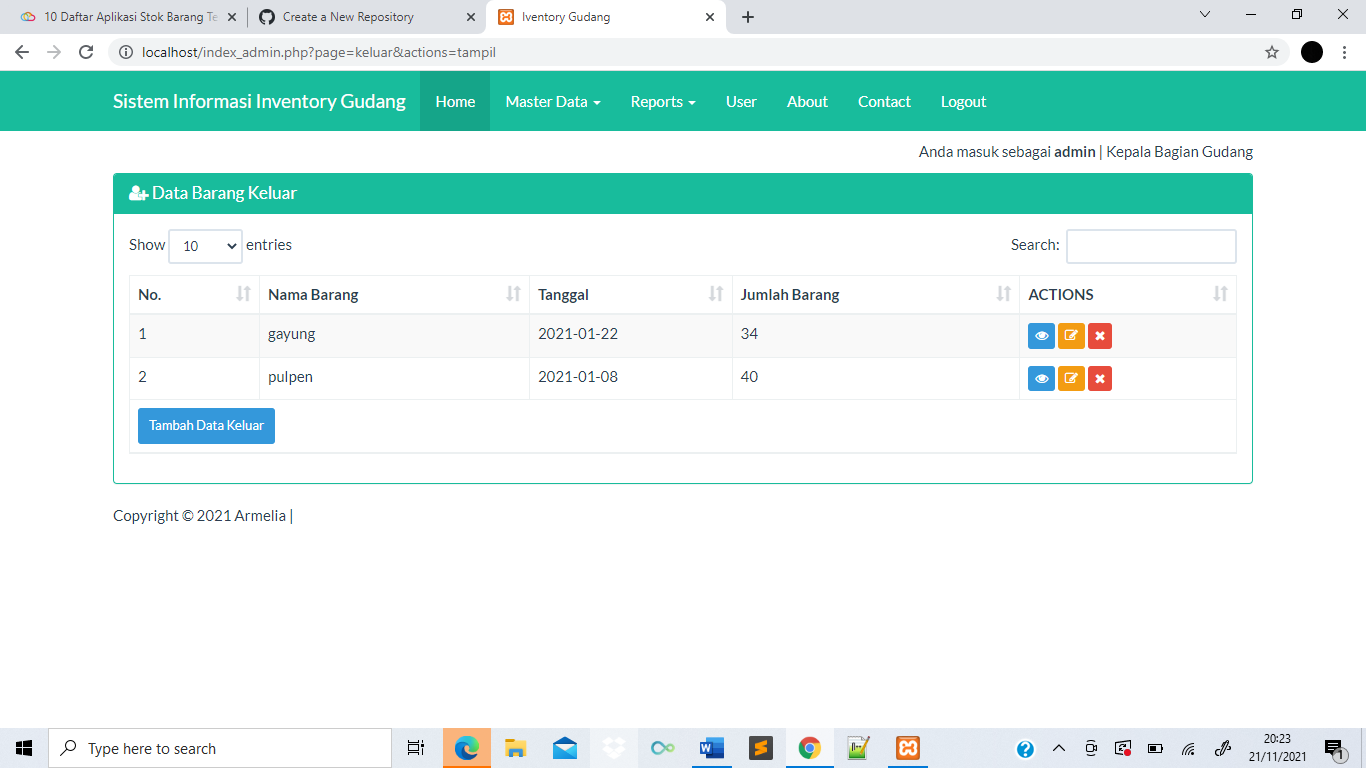 10 Daftar Aplikasi Stok Barang Te
Create a New Repository
Iventory Gudang
localhost/index_admin.php?page=keluar&actions=tampil
Sistem Informasi Inventory Gudang Home Master Data Reports User About Contact Logout
Anda masuk sebagai admin | Kepala Bagian Gudang
Data Barang Keluar
Show 10 entries Search:
No. Nama Barang Tanggal Jumlah Barang ACTIONS
1 gayung 2021-01-22 34
2 pulpen 2021-01-08 40
Tambah Data Keluar
Copyright © 2021 Armelia |
Type here to search
20:23
21/11/2021
1